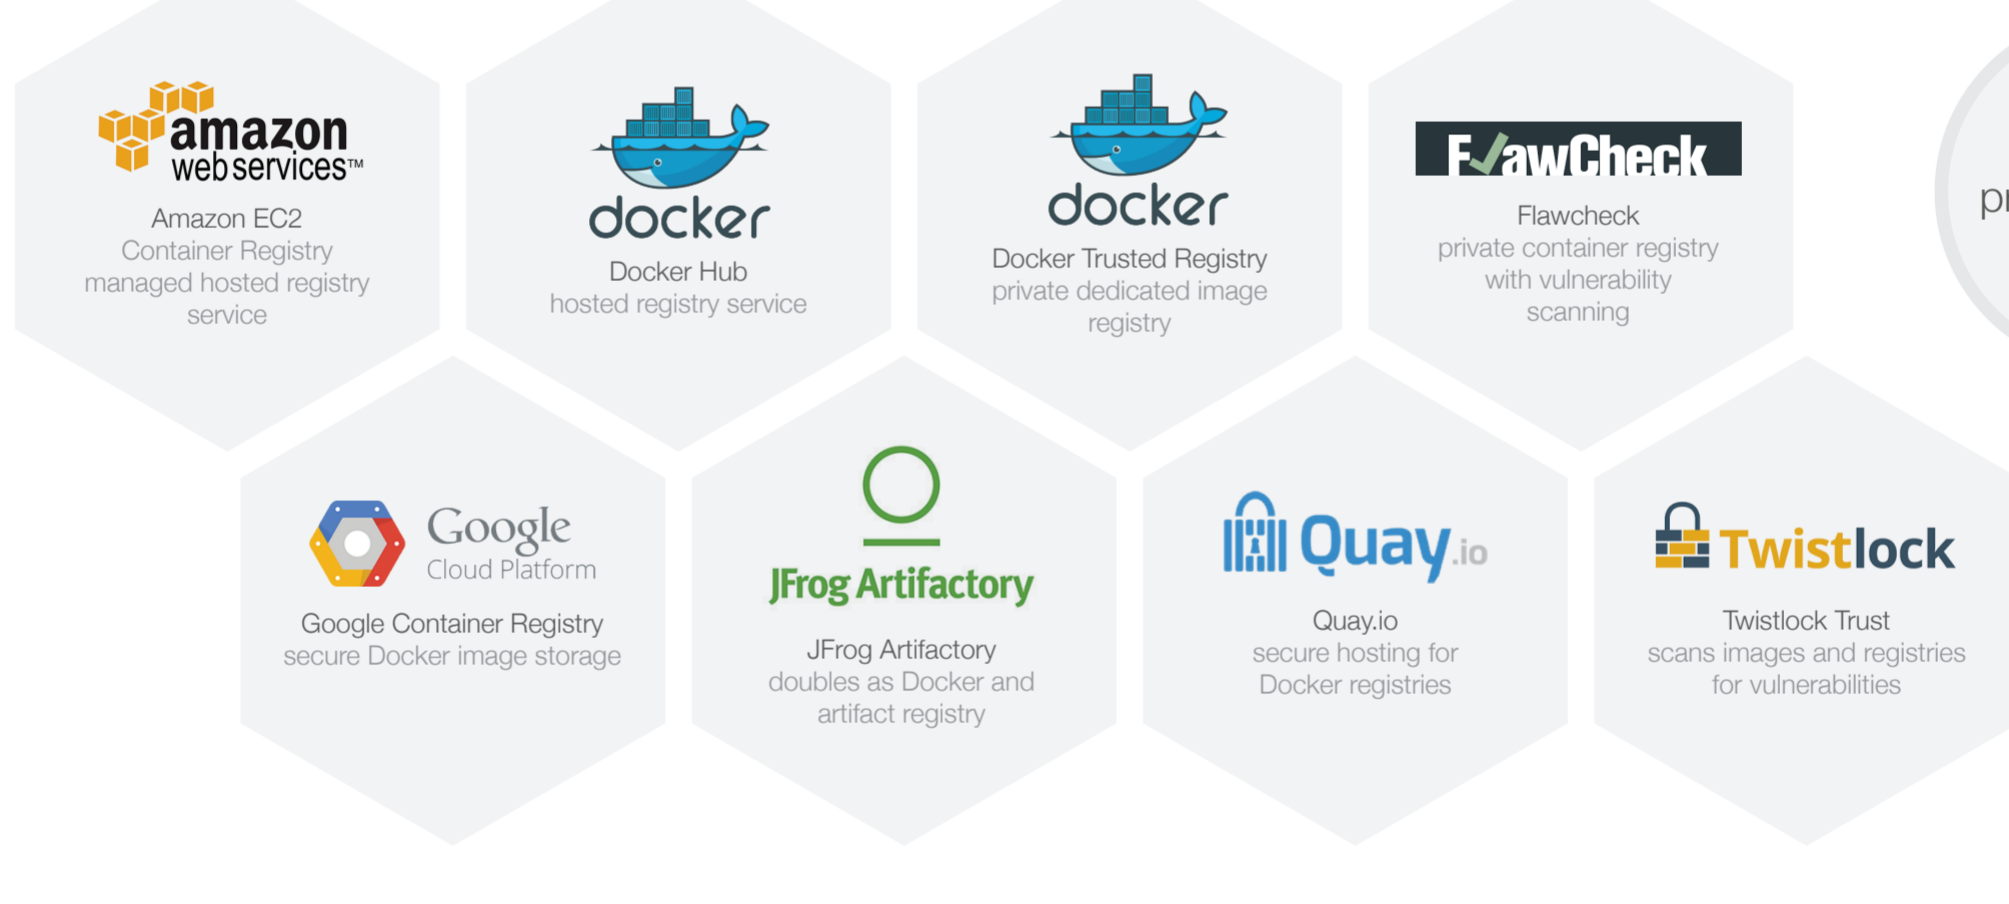 amazon
web services™
Amazon EC2
Container Registry
managed hosted registry
service
docker
Docker Hub
hosted registry service
docker
Docker Trusted Registry
private dedicated image
registry
FlawCheck
Flawcheck
private container registry
with vulnerability
scanning
Google
Cloud Platform
Google Container Registry
secure Docker image storage
JFrog Artifactory
JFrog Artifactory
doubles as Docker and
artifact registry
Quay.io
Quay.io
secure hosting for
Docker registries
Twistlock
Twistlock Trust
scans images and registries
for vulnerabilities